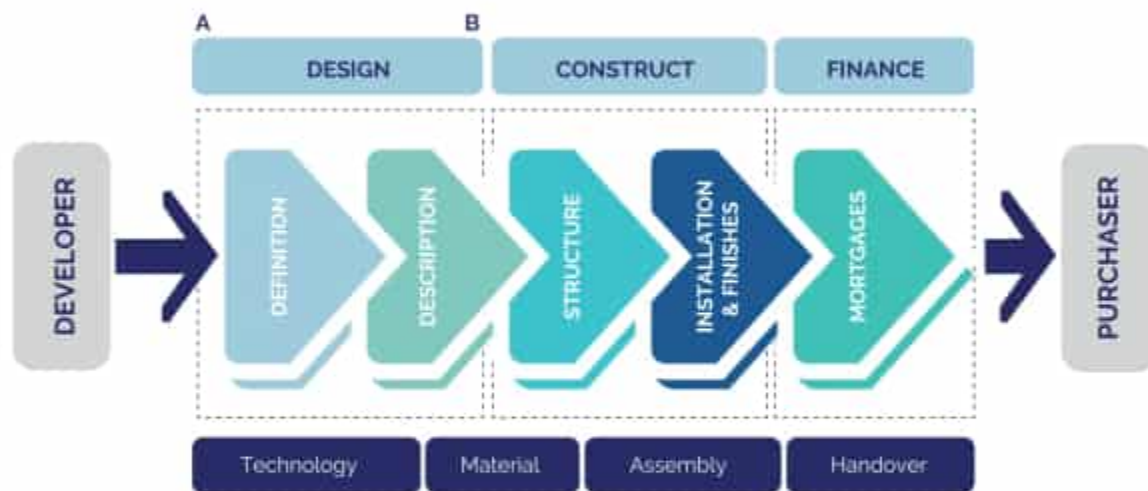 A
B
DESIGN
CONSTRUCT
FINANCE
DEVELOPER
DEFINITION
DESCRIPTION
STRUCTURE
INSTALLATION
& FINISHES
MORTGAGES
PURCHASER
Technology
Material
Assembly
Handover